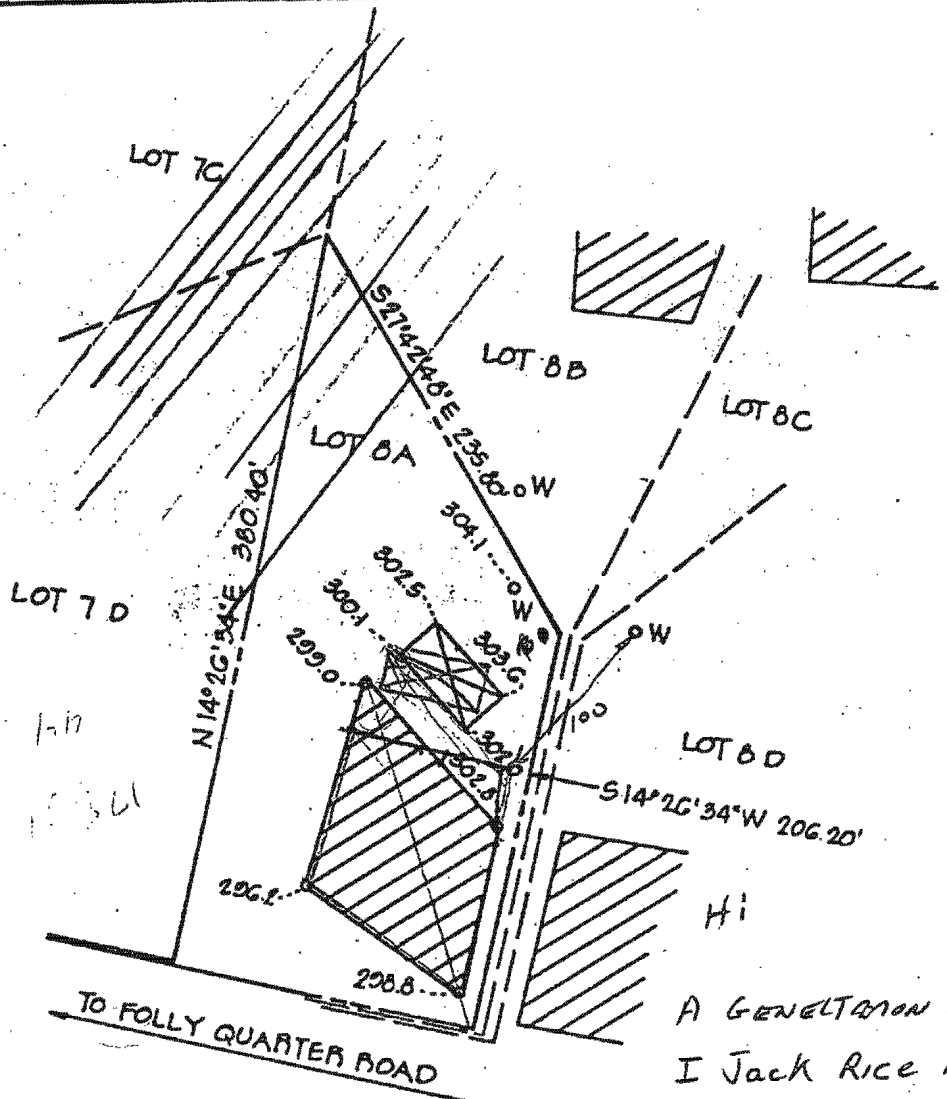 LOT 7C
S27°42'48"E 235.80
LOT 8B
LOT 8C
LOT 8A
W
304.1
N14°26'34"E 380.40'
302.5
LOT 7 D
300.1
W
303.6
W
299.0
100
302.8
LOT 8 D
S14°26'34"W 206.20'
296.2
Hi
298.8
TO FOLLY QUARTER ROAD
A
I Jack Rice